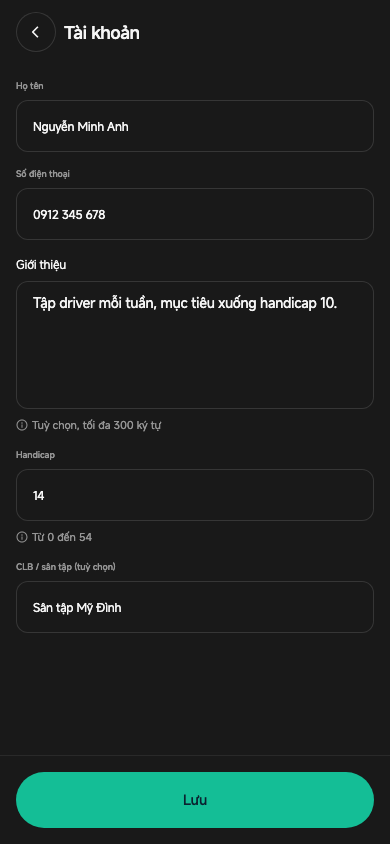 Tài khoản
Họ tên
Nguyễn Minh Anh
Số điện thoại
0912 345 678
Giới thiệu
Tập driver mỗi tuần, mục tiêu xuống handicap 10.
Tuỳ chọn, tối đa 300 ký tự
Handicap
14
Từ 0 đến 54
CLB / sân tập (tuỳ chọn)
Sân tập Mỹ Đình
Lưu